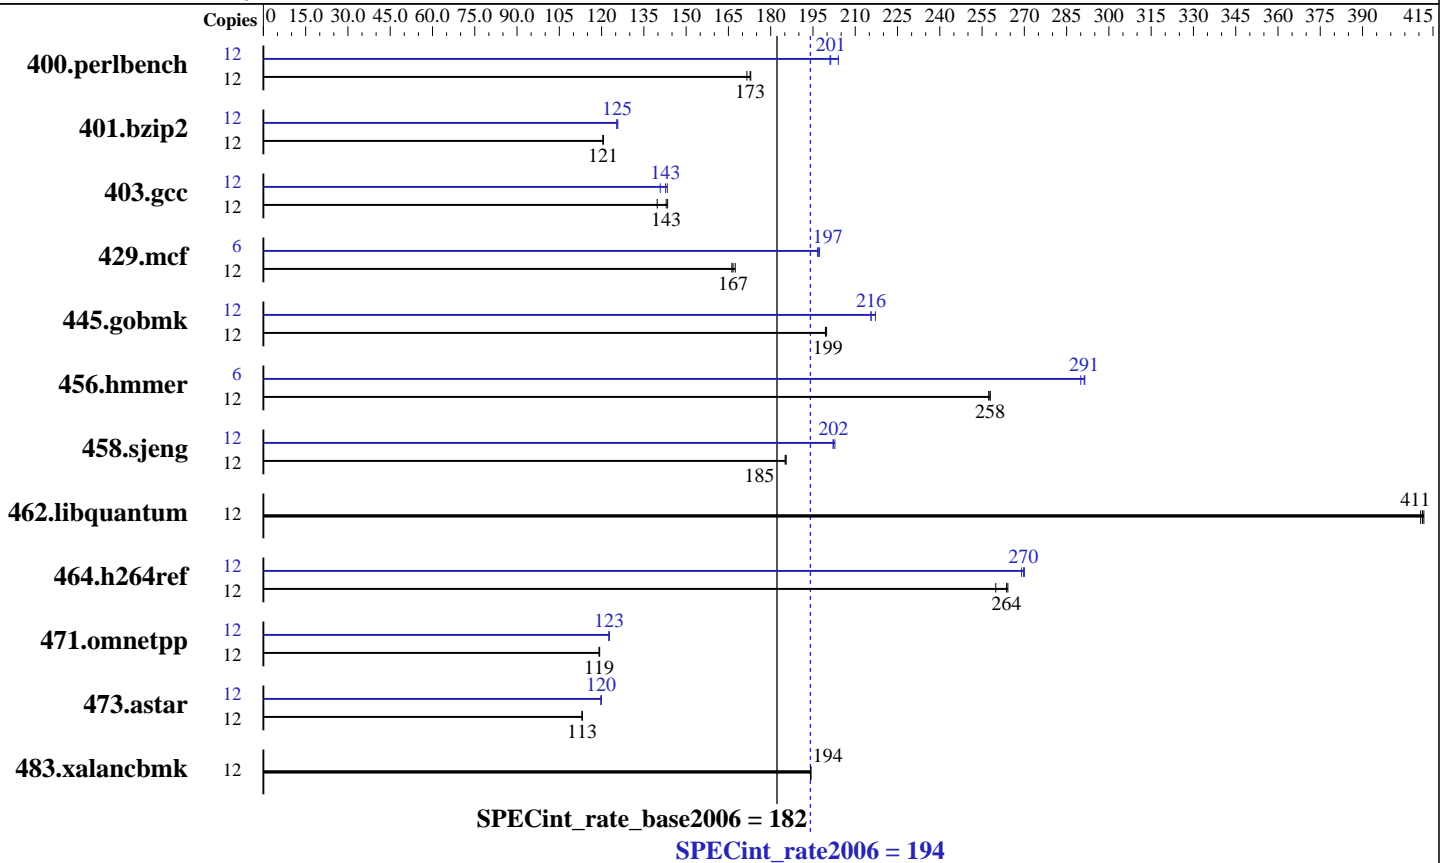 Copies 0 15.0 30.0 45.0 60.0 75.0 90.0 105 120 135 150 165 180 195 210 225 240 255 270 285 300 315 330 345 360 375 390 415
400.perlbench 12 201
12 173
401.bzip2 12 125
12 121
403.gcc 12 143
12 143
429.mcf 6 197
12 167
445.gobmk 12 216
12 199
456.hmmer 6 291
12 258
458.sjeng 12 202
12 185
462.libquantum 12 411
464.h264ref 12 270
12 264
471.omnetpp 12 123
12 119
473.astar 12 120
12 113
483.xalancbmk 12 194
SPECint_rate_base2006 = 182
SPECint_rate2006 = 194